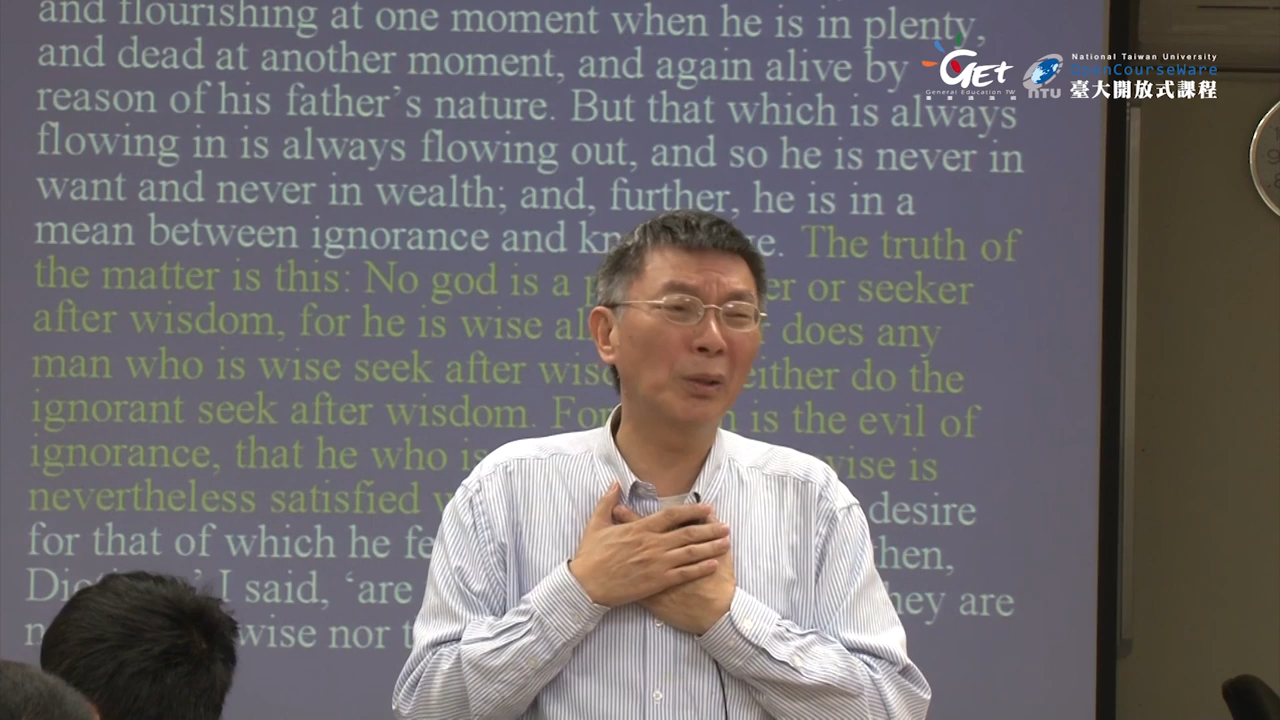 and flourishing at one moment when he is in plenty,
and dead at another moment, and again alive by
reason of his father's nature. But that which is always
flowing in is always flowing out, and so he is never in
want and never in wealth; and, further, he is in a
mean between ignorance and The truth of
the matter is this: No god is a or seeker
after wisdom, for he is wise does any
man who is wise seek after do the
ignorant seek after wisdom. is the evil of
ignorance, that he who is
nevertheless satisfied desire
for that of which he
I said, 'are are
wise nor
GET
General Education TW
NTU
National Taiwan University
OpenCourseWare
臺大開放式課程